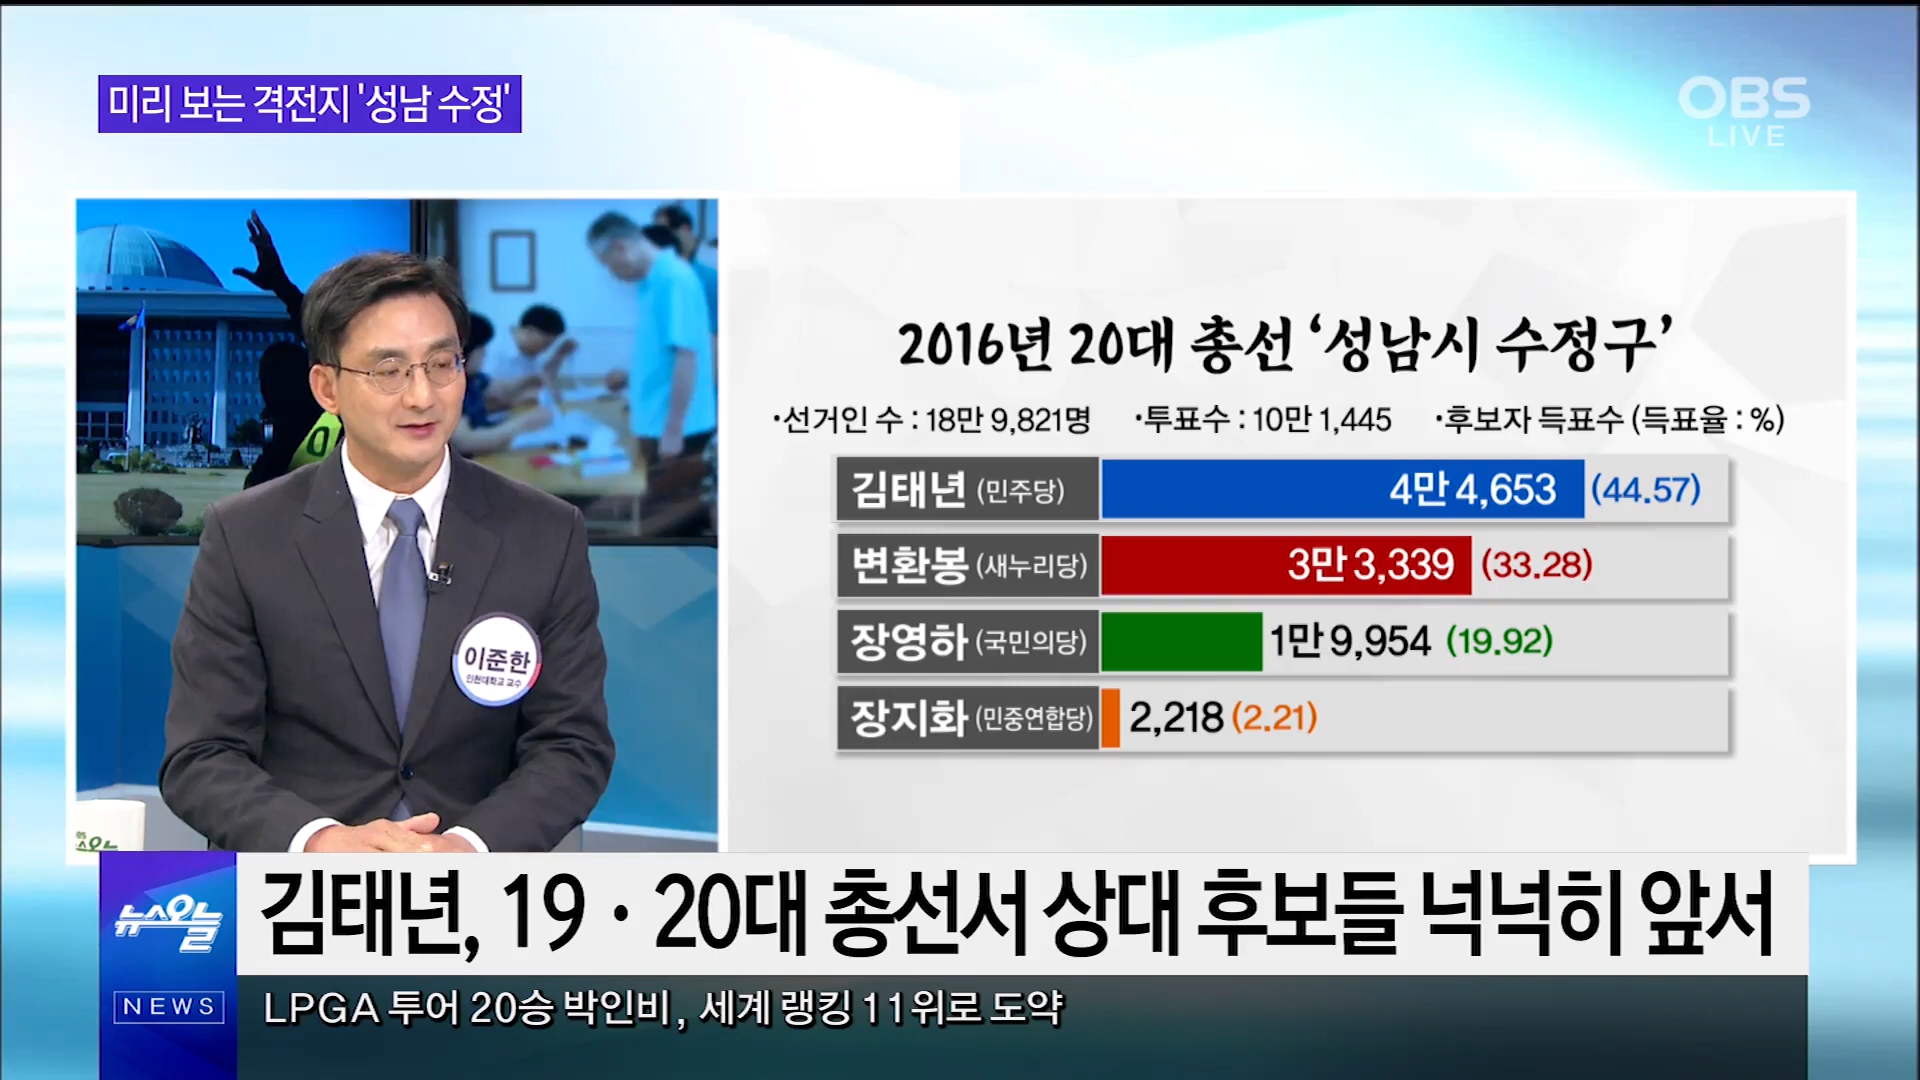 미리 보는 격전지 '성남 수정'
OBS
LIVE
2016년 20대 총선 ‘성남시 수정구’
·선거인 수 : 18만 9,821명 ·투표수 : 10만 1,445 ·후보자 득표수 (득표율 : %)
김태년 (민주당) 4만 4,653 (44.57)
변환봉 (새누리당) 3만 3,339 (33.28)
장영하 (국민의당) 1만 9,954 (19.92)
장지화 (민중연합당) 2,218 (2.21)
이준한
인천대학교 교수
뉴스오늘
김태년, 19·20대 총선서 상대 후보들 넉넉히 앞서
NEWS
LPGA 투어 20승 박인비, 세계 랭킹 11위로 도약